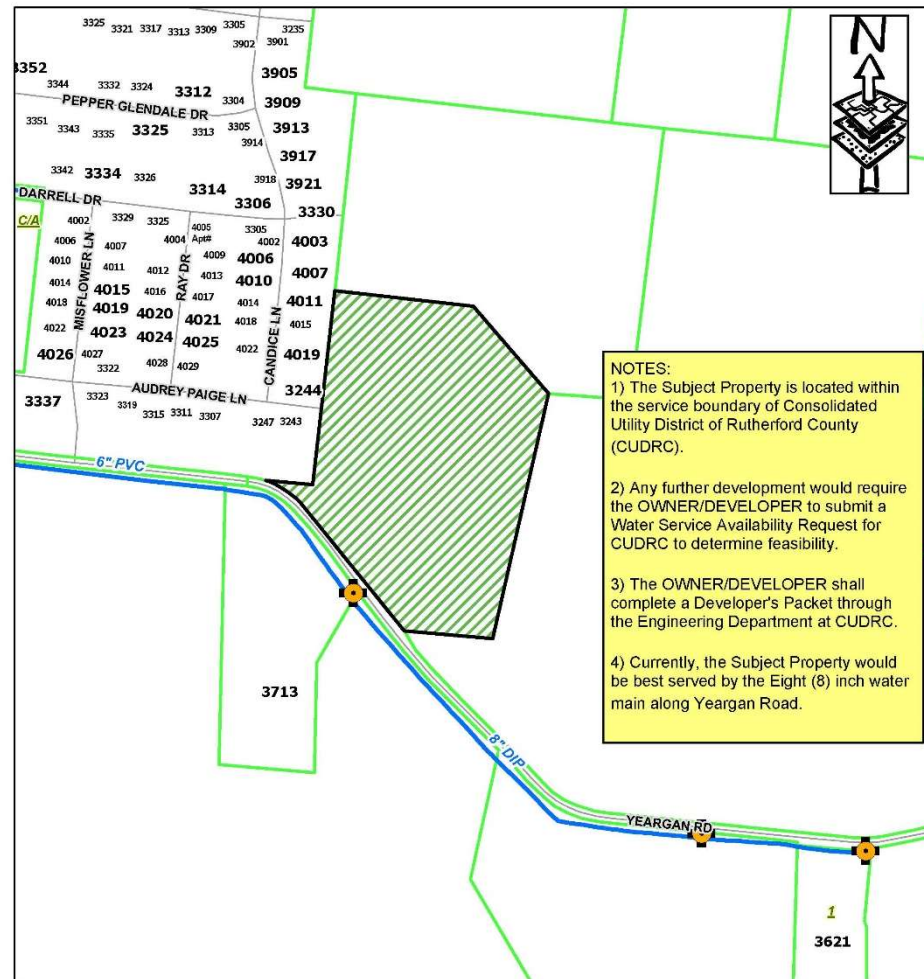 3325 3321 3317 3313 3309 3305 3235
3902 3901
3352 3905
3344 3332 3324 3312 3304 3909
PEPPER GLENDALE DR
3351 3343 3335 3325 3313 3305 3913
3914
3917
3342 3334 3326 3314 3918 3921
3306 3330
DARRELL DR
C/A
4002 3329 3325 4005 3305
4006 4007 4004 Apt# 4002 4003
4009 4006
4010 4011 4012 4013 4010 4007
4014 4015 4016 4017 4014 4011
4018 4019 4020 4021 4018 4015
4022 4023 4024 4025 4022 4019
4026 4027 3322 4028 4029 3244
MISFLOWER LN
RAY DR
CANDICE LN
AUDREY PAIGE LN
3337 3323 3319 3315 3311 3307 3247 3243
6" PVC
3713
8" DIP
YEARGAN RD
1
3621
N
NOTES:
1) The Subject Property is located within
the service boundary of Consolidated
Utility District of Rutherford County
(CUDRC).
2) Any further development would require
the OWNER/DEVELOPER to submit a
Water Service Availability Request for
CUDRC to determine feasibility.
3) The OWNER/DEVELOPER shall
complete a Developer's Packet through
the Engineering Department at CUDRC.
4) Currently, the Subject Property would
be best served by the Eight (8) inch water
main along Yeargan Road.